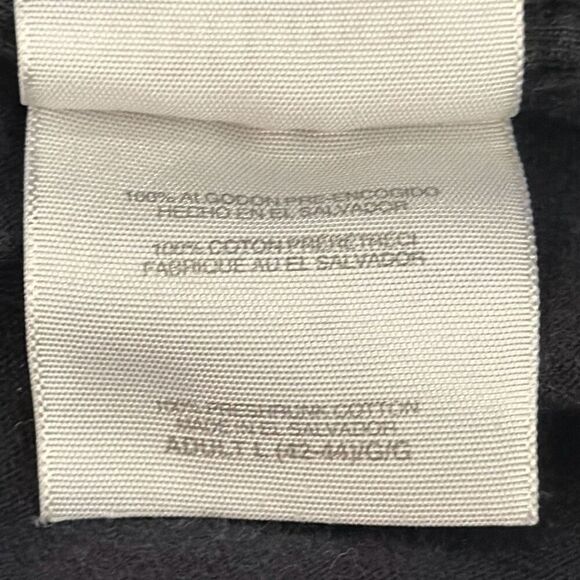 100% ALGODON PRE-ENCOGIDO
HECHO EN EL SALVADOR
100% COTON PRÉRÉTRÉCI
FABRIQUE AU EL SALVADOR
100% PRESHRUNK COTTON
MADE IN EL SALVADOR
ADULT L (42-44)/G/G